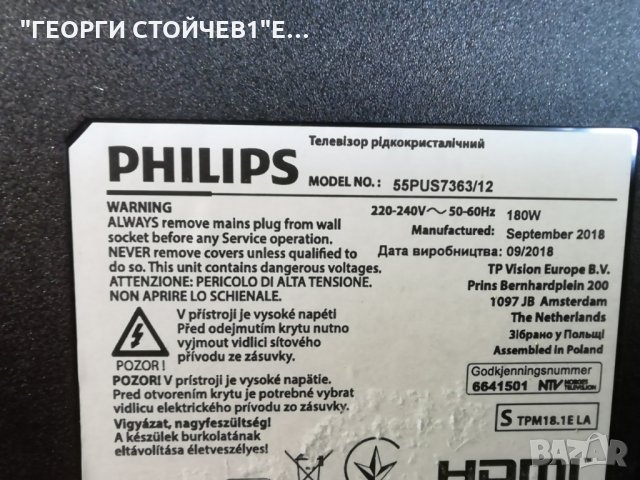 "ГЕОРГИ СТОЙЧЕВ1"Е...
Телевізор рідкокристалічний
PHILIPS
MODEL NO.: 55PUS7363/12
WARNING
ALWAYS remove mains plug from wall
socket before any Service operation.
NEVER remove covers unless qualified to
do so. This unit contains dangerous voltages.
ATTENZIONE: PERICOLO DI ALTA TENSIONE.
NON APRIRE LO SCHIENALE.
220-240V～50-60Hz 180W
Manufactured: September 2018
Дата виробництва: 09/2018
TP Vision Europe B.V.
Prins Bernhardplein 200
1097 JB Amsterdam
The Netherlands
Зібрано у Польщі
Assembled in Poland
V přístroji je vysoké napětí
Před odejmutím krytu nutno
vyjmout vidlici síťového
přívodu ze zásuvky.
POZOR !
POZOR! V prístroji je vysoké napätie.
Pred otvorením krytu je potrebné vybrat
vidlicu elektrického prívodu zo zásuvky.
Vigyázat, nagyfeszültség!
A készülek burkolatának
eltávolítása életveszélyes!
Godkjenningsnummer
6641501 NTV NORGES TELEVISION
S TPM18.1E LA
HDMI
BAZAR